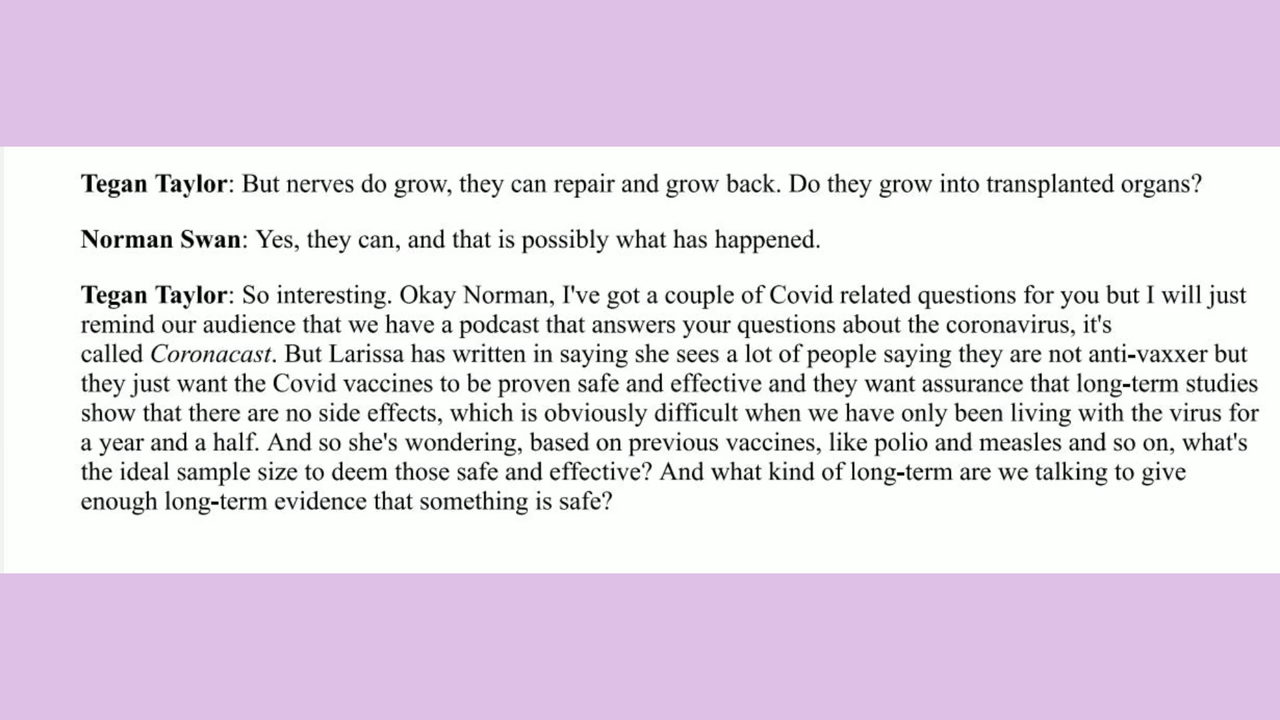 Tegan Taylor: But nerves do grow, they can repair and grow back. Do they grow into transplanted organs?
Norman Swan: Yes, they can, and that is possibly what has happened.
Tegan Taylor: So interesting. Okay Norman, I've got a couple of Covid related questions for you but I will just
remind our audience that we have a podcast that answers your questions about the coronavirus, it's
called Coronacast. But Larissa has written in saying she sees a lot of people saying they are not anti-vaxxer but
they just want the Covid vaccines to be proven safe and effective and they want assurance that long-term studies
show that there are no side effects, which is obviously difficult when we have only been living with the virus for
a year and a half. And so she's wondering, based on previous vaccines, like polio and measles and so on, what's
the ideal sample size to deem those safe and effective? And what kind of long-term are we talking to give
enough long-term evidence that something is safe?